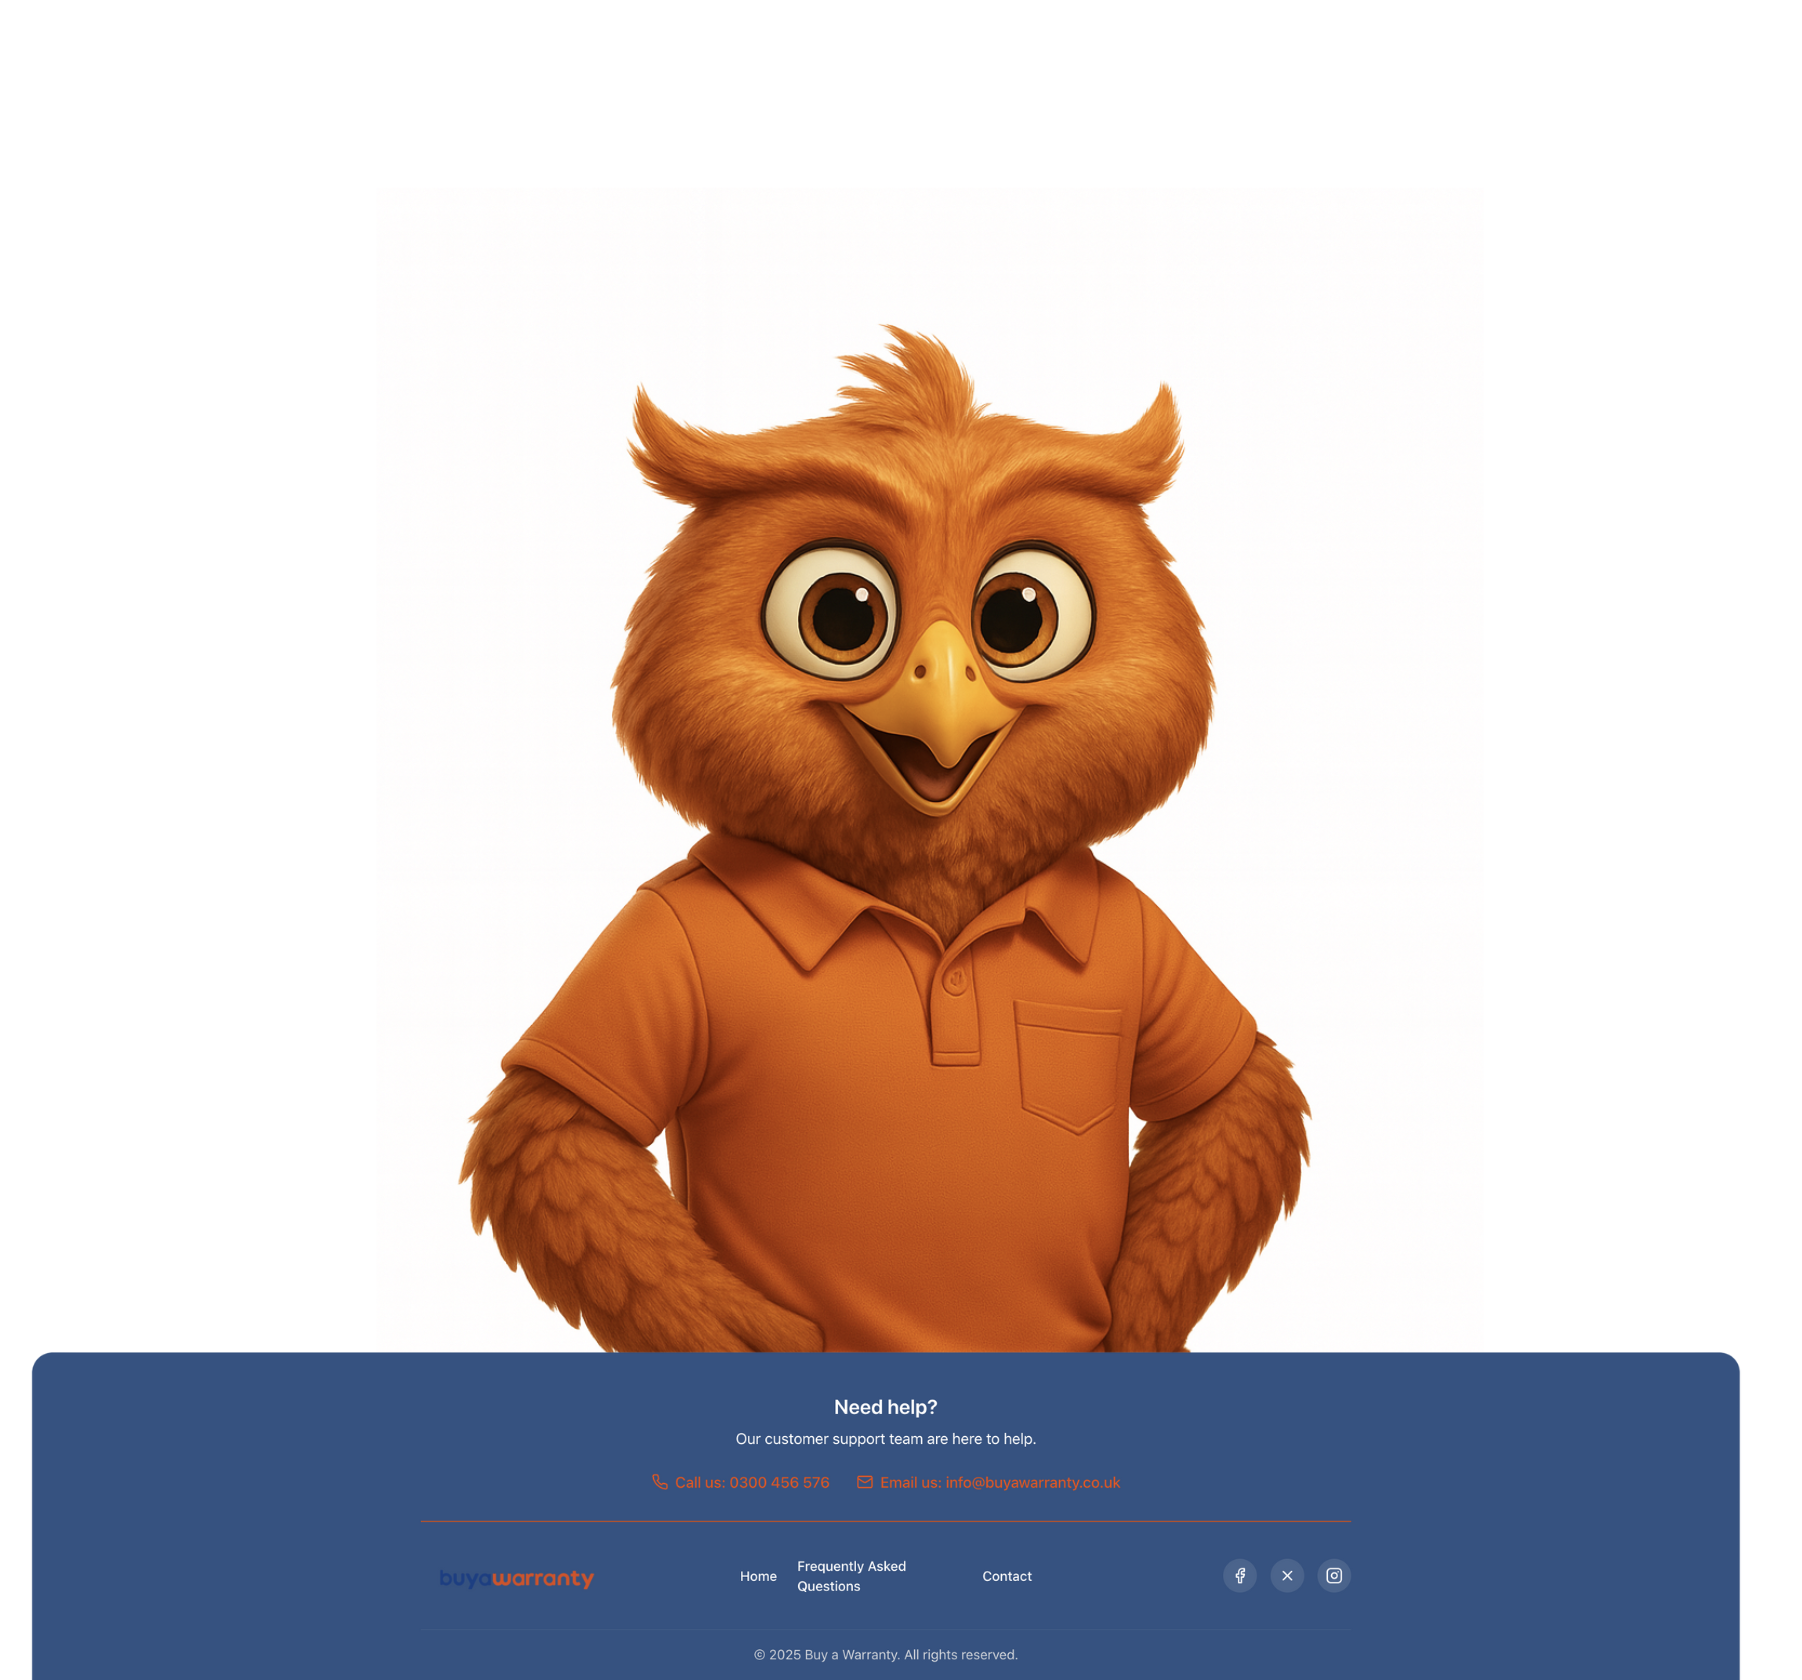 Need help?
Our customer support team are here to help.
Call us: 0300 456 576 Email us: info@buyawarranty.co.uk
buyawarranty
Home
Frequently Asked
Questions
Contact
© 2025 Buy a Warranty. All rights reserved.